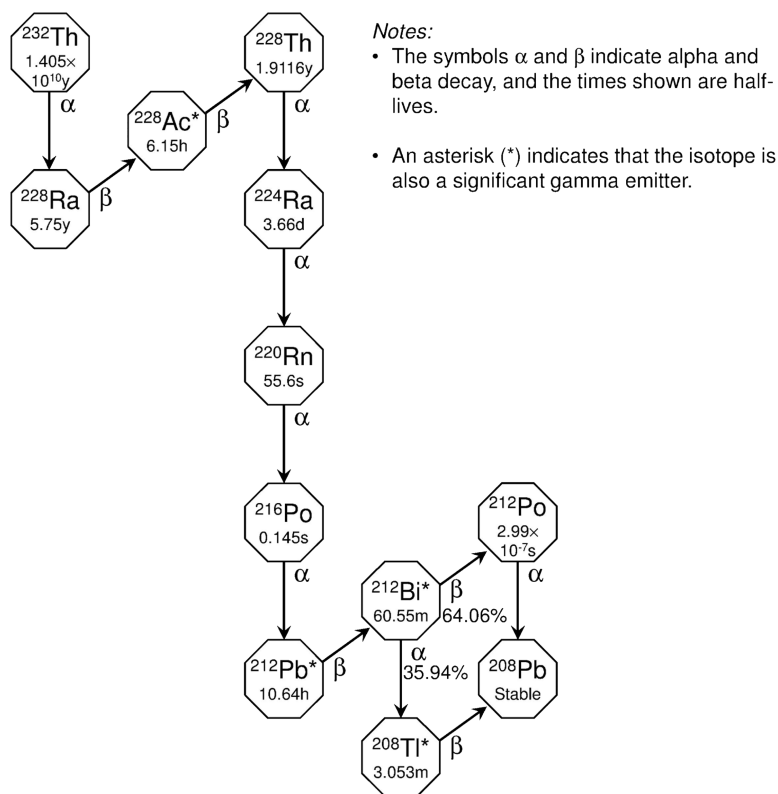 Notes:
• The symbols α and β indicate alpha and
beta decay, and the times shown are half-
lives.
• An asterisk (*) indicates that the isotope is
also a significant gamma emitter.
²³²Th
1.405×
10¹⁰y
α
²²⁸Ra
5.75y
β
²²⁸Ac*
6.15h
β
²²⁸Th
1.9116y
α
²²⁴Ra
3.66d
α
²²⁰Rn
55.6s
α
²¹⁶Po
0.145s
α
²¹²Pb*
10.64h
β
²¹²Bi*
60.55m
β
64.06%
α
35.94%
²¹²Po
2.99×
10⁻⁷s
α
²⁰⁸Tl*
3.053m
β
²⁰⁸Pb
Stable